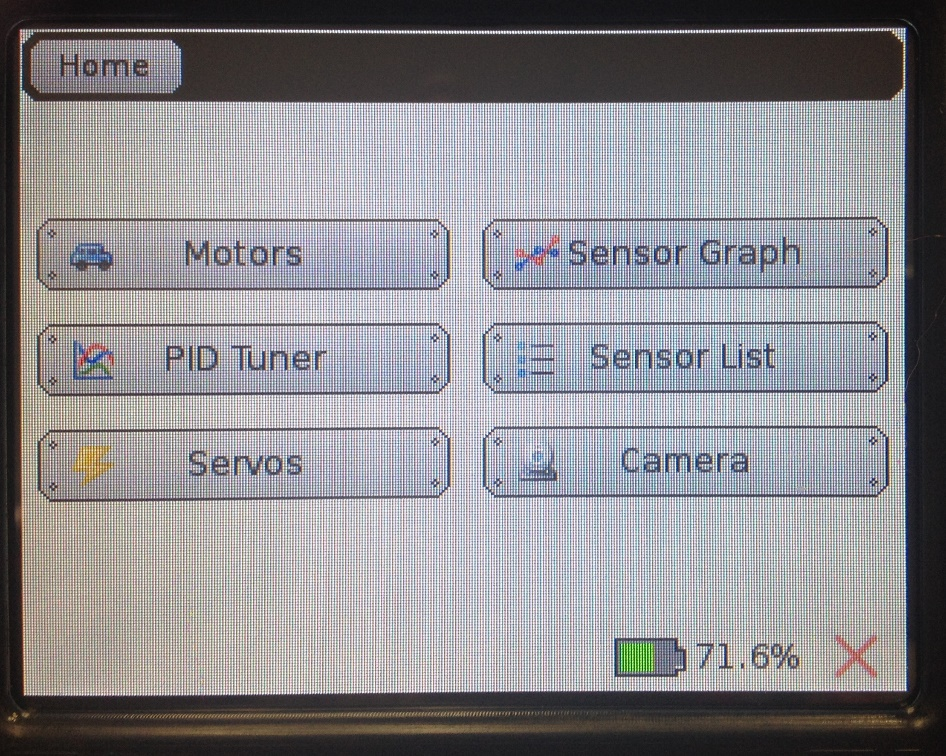 Home
Motors
Sensor Graph
PID Tuner
Sensor List
Servos
Camera
71.6%